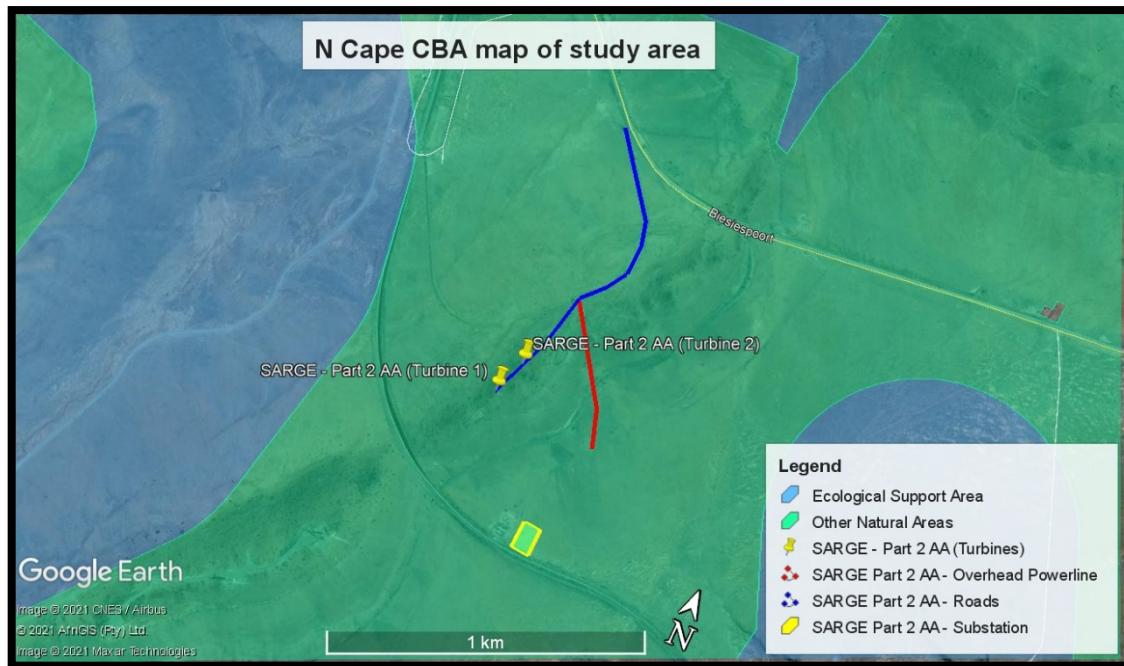 N Cape CBA map of study area
Biesiespoort
SARGE - Part 2 AA (Turbine 2)
SARGE - Part 2 AA (Turbine 1)
Legend
Ecological Support Area
Other Natural Areas
SARGE - Part 2 AA (Turbines)
SARGE Part 2 AA - Overhead Powerline
SARGE Part 2 AA - Roads
SARGE Part 2 AA - Substation
Google Earth
Image © 2021 CNES / Airbus
© 2021 AfriGIS (Pty) Ltd.
Image © 2021 Maxar Technologies
1 km
N